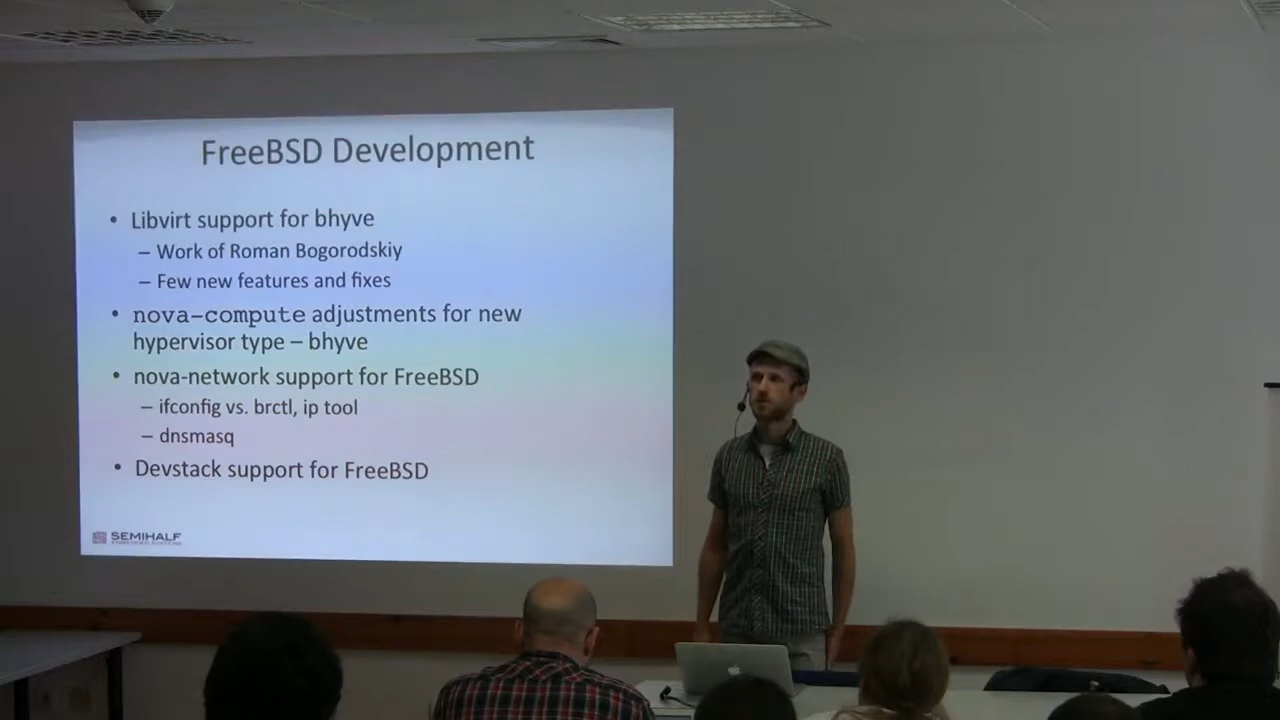 FreeBSD Development
• Libvirt support for bhyve
– Work of Roman Bogorodskiy
– Few new features and fixes
• nova-compute adjustments for new
hypervisor type – bhyve
• nova-network support for FreeBSD
– ifconfig vs. brctl, ip tool
– dnsmasq
• Devstack support for FreeBSD
SEMIHALF